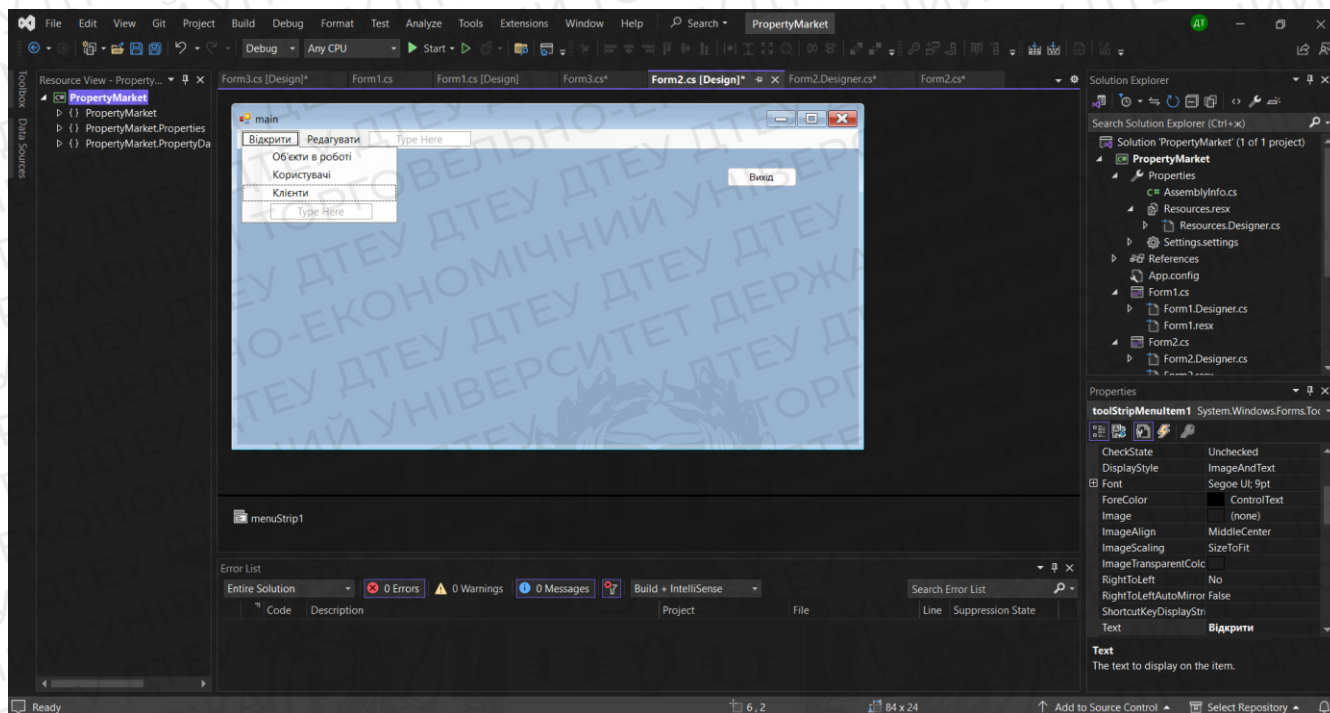 File Edit View Git Project Build Debug Format Test Analyze Tools Extensions Window Help Search PropertyMarket ДТ
Debug Any CPU Start
Toolbox
Data Sources
Resource View - Property...
PropertyMarket
{ } PropertyMarket
{ } PropertyMarket.Properties
{ } PropertyMarket.PropertyDa
Form3.cs [Design]* Form1.cs Form1.cs [Design] Form3.cs* Form2.cs [Design]* Form2.Designer.cs* Form2.cs*
main
Відкрити Редагувати Type Here
Об'єкти в роботі
Користувачі
Клієнти
Type Here
Вихід
menuStrip1
Error List
Entire Solution 0 Errors 0 Warnings 0 Messages Build + IntelliSense Search Error List
Code Description Project File Line Suppression State
Solution Explorer
Search Solution Explorer (Ctrl+ж)
Solution 'PropertyMarket' (1 of 1 project)
PropertyMarket
Properties
C# AssemblyInfo.cs
Resources.resx
Resources.Designer.cs
Settings.settings
References
App.config
Form1.cs
Form1.Designer.cs
Form1.resx
Form2.cs
Form2.Designer.cs
Form2.resx
Properties
toolStripMenuItem1 System.Windows.Forms.Too
CheckState Unchecked
DisplayStyle ImageAndText
Font Segoe UI; 9pt
ForeColor ControlText
Image (none)
ImageAlign MiddleCenter
ImageScaling SizeToFit
ImageTransparentColc
RightToLeft No
RightToLeftAutoMirror False
ShortcutKeyDisplayStri
Text Відкрити
Text
The text to display on the item.
Ready 6 , 2 84 x 24 Add to Source Control Select Repository